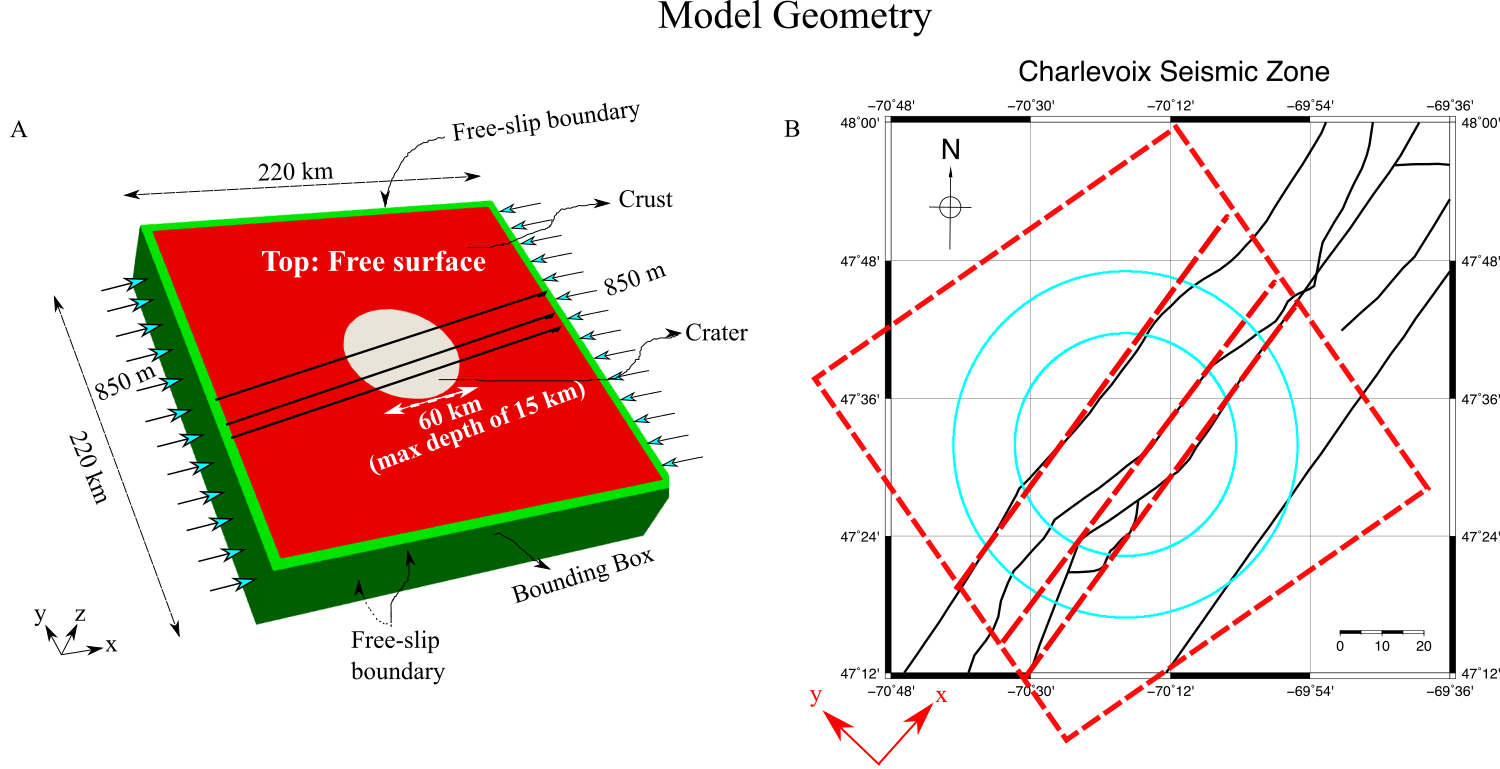 Model Geometry
A
Free-slip boundary
220 km
Crust
Top: Free surface
850 m
Crater
850 m
60 km
(max depth of 15 km)
220 km
Bounding Box
Free-slip
boundary
y
z
x
B
Charlevoix Seismic Zone
−70˚48'
−70˚30'
−70˚12'
−69˚54'
−69˚36'
48˚00'
48˚00'
N
47˚48'
47˚48'
47˚36'
47˚36'
47˚24'
47˚24'
0
10
20
47˚12'
47˚12'
−70˚48'
−70˚30'
−70˚12'
−69˚54'
−69˚36'
y
x